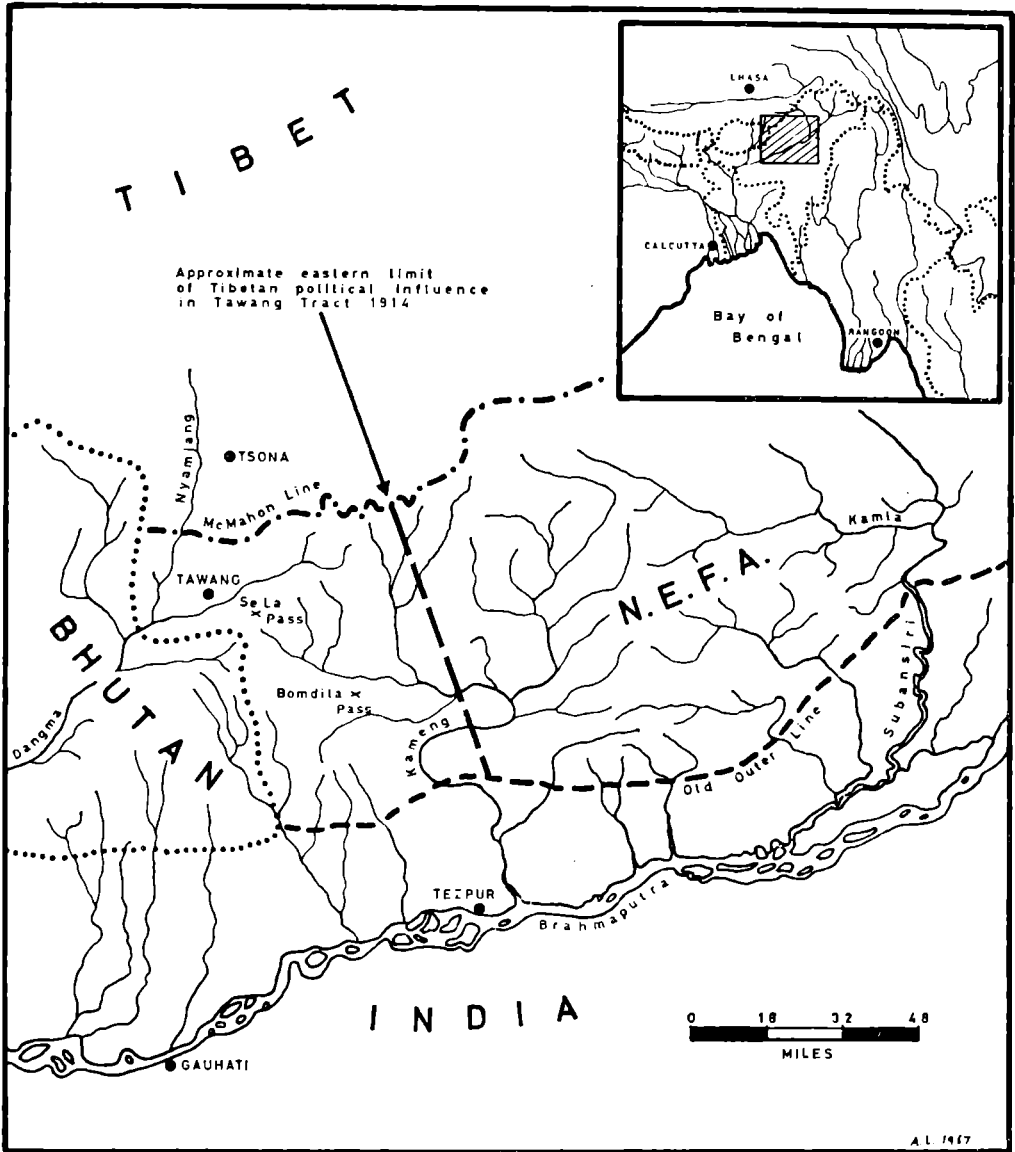 TIBET
LHASA
CALCUTTA
Bay of
Bengal
RANGOON
Approximate eastern limit
of Tibetan political Influence
in Tawang Tract 1914
Nyamjang
TSONA
McMahon Line
Kamla
TAWANG
Se La
Pass
N.E.F.A.
BHUTAN
Subansiri
Bomdila
Pass
Dangma
Kameng
Old Outer Line
TEZPUR
Brahmaputra
INDIA
0 16 32 48
MILES
GAUHATI
A.L. 1967